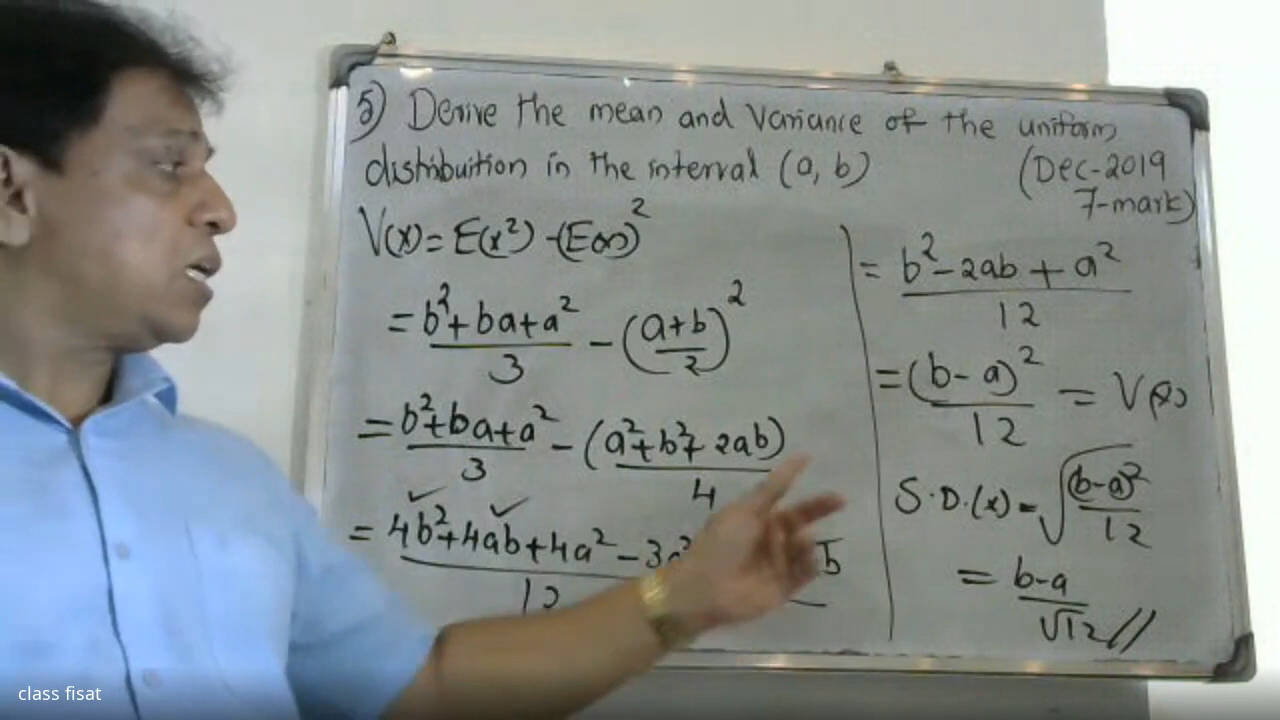 5) Derive the mean and Variance of the uniform
distribuition in the interval (a, b) (Dec-2019
7-mark)
V(x) = E(x²) - (E(x))²
= b²+ba+a²/3 - (a+b/2)²
= b²+ba+a²/3 - (a²+b²+2ab)/4
= 4b²+4ab+4a²-3a²
12
= b²-2ab+a²/12
= (b-a)²/12 = V(x)
S.D.(x) = √(b-a)²/12
= b-a/√12 //
class fisat